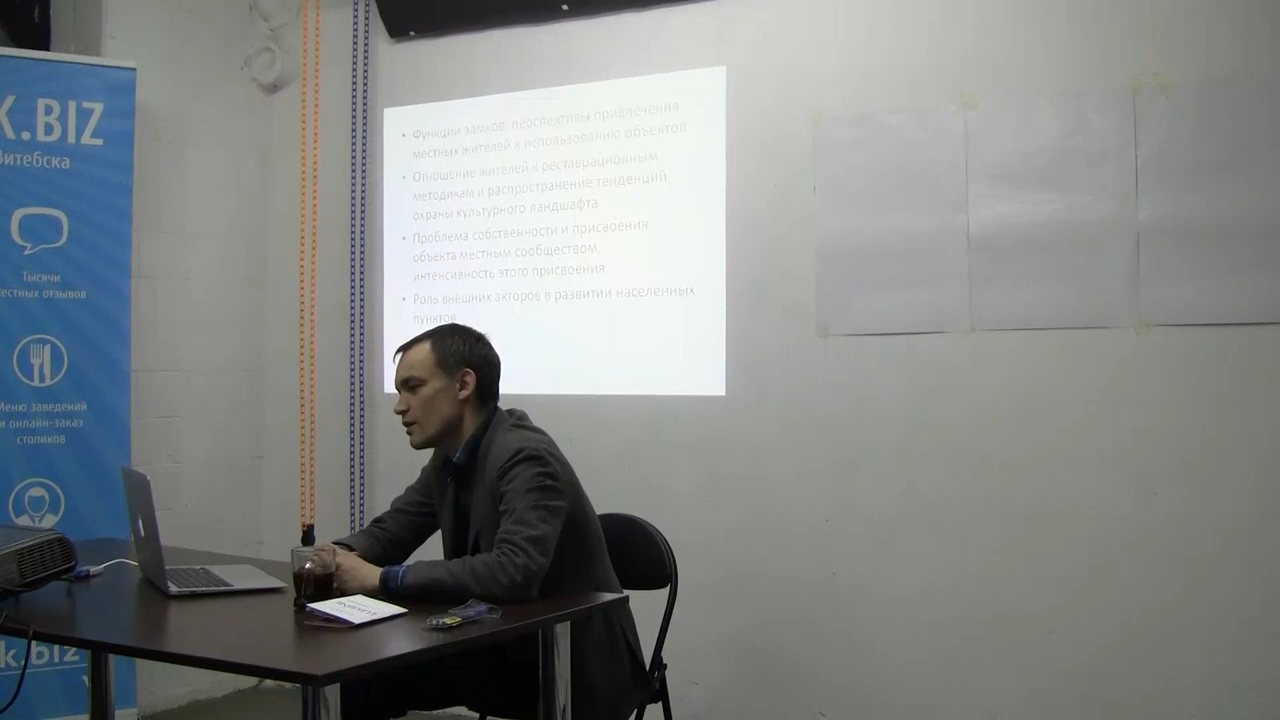 K.BIZ
Витебска
Тысячи
местных отзывов
Меню заведений
и онлайн-заказ
столиков
k.biz
• Функции замков, перспективы привлечения
местных жителей к использованию объектов
• Отношение жителей к реставрационным
методикам и распространение тенденций
охраны культурного ландшафта
• Проблема собственности и присвоения
объекта местным сообществом,
интенсивность этого присвоения
• Роль внешних акторов в развитии населенных
пунктов